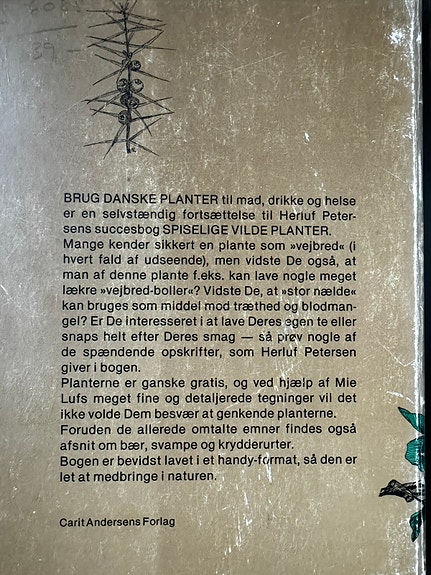 BRUG DANSKE PLANTER til mad, drikke og helse
er en selvstændig fortsættelse til Herluf Peter-
sens succesbog SPISELIGE VILDE PLANTER.
Mange kender sikkert en plante som »vejbred« (i
hvert fald af udseende), men vidste De også, at
man af denne plante f.eks. kan lave nogle meget
lækre »vejbred-boller«? Vidste De, at »stor nælde«
kan bruges som middel mod træthed og blodman-
gel? Er De interesseret i at lave Deres egen te eller
snaps helt efter Deres smag — så prøv nogle af
de spændende opskrifter, som Herluf Petersen
giver i bogen.
Planterne er ganske gratis, og ved hjælp af Mie
Lufs meget fine og detaljerede tegninger vil det
ikke volde Dem besvær at genkende planterne.
Foruden de allerede omtalte emner findes også
afsnit om bær, svampe og krydderurter.
Bogen er bevidst lavet i et handy-format, så den er
let at medbringe i naturen.
Carit Andersens Forlag